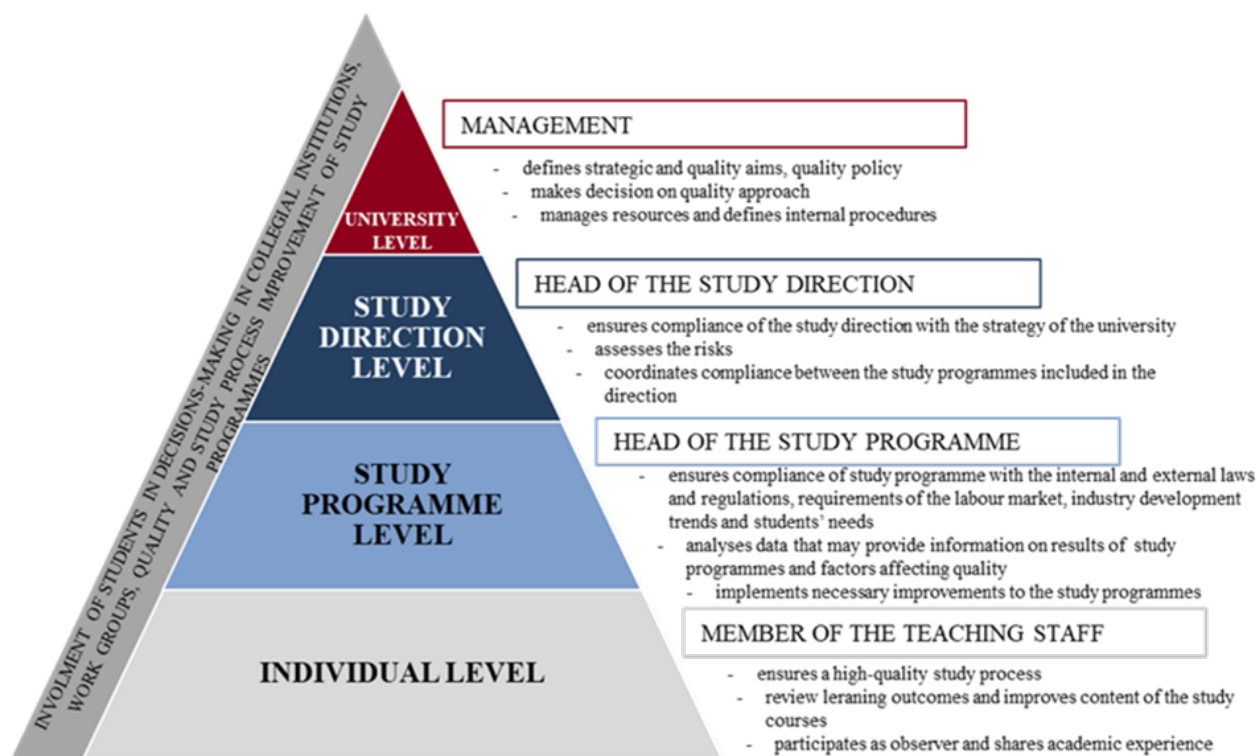 INVOLMENT OF STUDENTS IN DECISIONS-MAKING IN COLLEGIAL INSTITUTIONS,
WORK GROUPS, QUALITY AND STUDY PROCESS IMPROVEMENT OF STUDY
PROGRAMMES
UNIVERSITY
LEVEL
MANAGEMENT
- defines strategic and quality aims, quality policy
- makes decision on quality approach
- manages resources and defines internal procedures
STUDY
DIRECTION
LEVEL
HEAD OF THE STUDY DIRECTION
- ensures compliance of the study direction with the strategy of the university
- assesses the risks
- coordinates compliance between the study programmes included in the
direction
STUDY
PROGRAMME
LEVEL
HEAD OF THE STUDY PROGRAMME
- ensures compliance of study programme with the internal and external laws
and regulations, requirements of the labour market, industry development
trends and students’ needs
- analyses data that may provide information on results of study
programmes and factors affecting quality
- implements necessary improvements to the study programmes
INDIVIDUAL LEVEL
MEMBER OF THE TEACHING STAFF
- ensures a high-quality study process
- review leraning outcomes and improves content of the study
courses
- participates as observer and shares academic experience